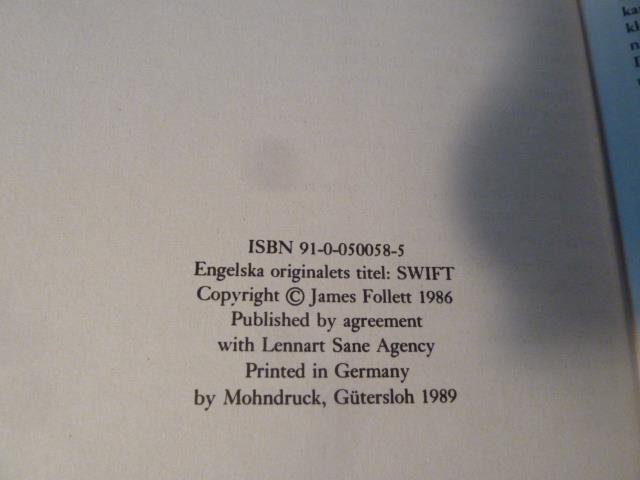 ISBN 91-0-050058-5
Engelska originalets titel: SWIFT
Copyright © James Follett 1986
Published by agreement
with Lennart Sane Agency
Printed in Germany
by Mohndruck, Gütersloh 1989